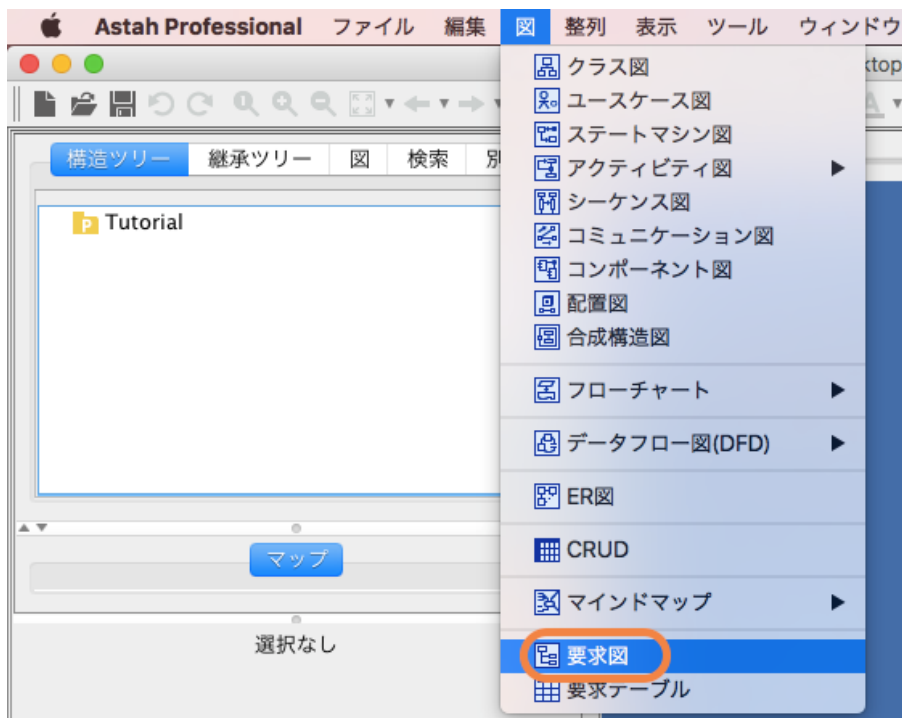 Astah Professional ファイル 編集 図 整列 表示 ツール ウィンドウ
ktop
構造ツリー 継承ツリー 図 検索 別
Tutorial
マップ
選択なし
クラス図
ユースケース図
ステートマシン図
アクティビティ図
シーケンス図
コミュニケーション図
コンポーネント図
配置図
合成構造図
フローチャート
データフロー図(DFD)
ER図
CRUD
マインドマップ
要求図
要求テーブル